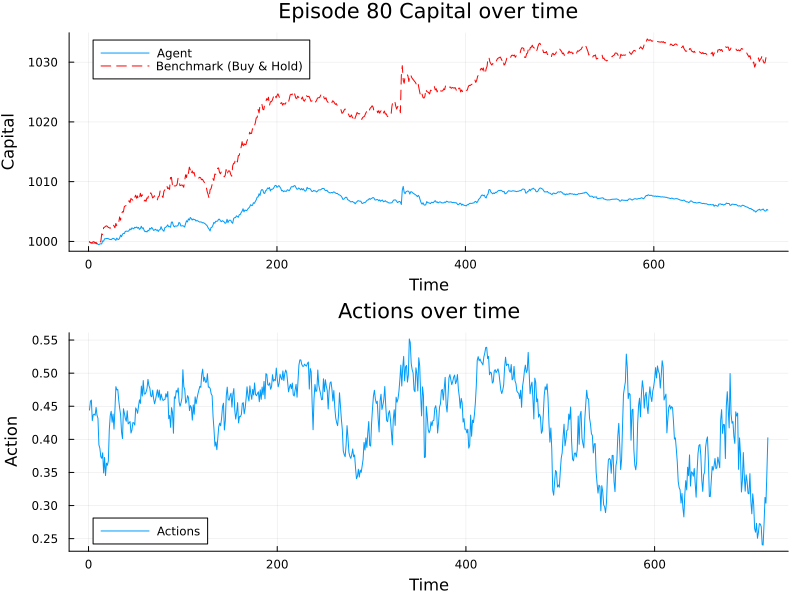 Episode 80 Capital over time
Capital
1030
1020
1010
1000
Agent
Benchmark (Buy & Hold)
0
200
400
600
Time
Actions over time
Action
0.55
0.50
0.45
0.40
0.35
0.30
0.25
Actions
0
200
400
600
Time